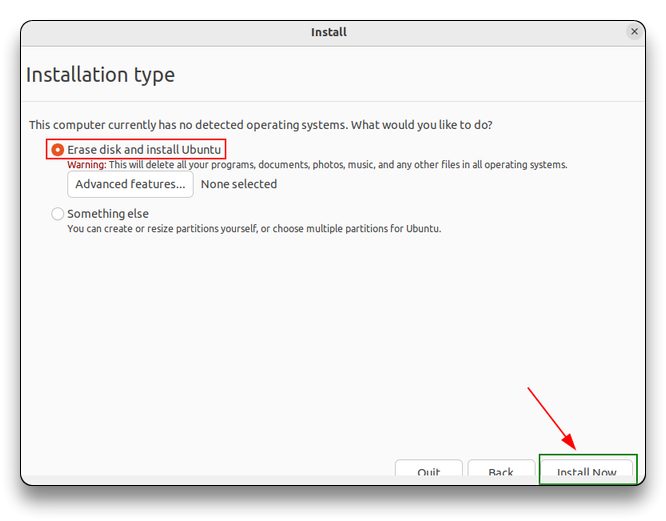 Install
Installation type
This computer currently has no detected operating systems. What would you like to do?
Erase disk and install Ubuntu
Warning: This will delete all your programs, documents, photos, music, and any other files in all operating systems.
Advanced features... None selected
Something else
You can create or resize partitions yourself, or choose multiple partitions for Ubuntu.
Quit Back Install Now